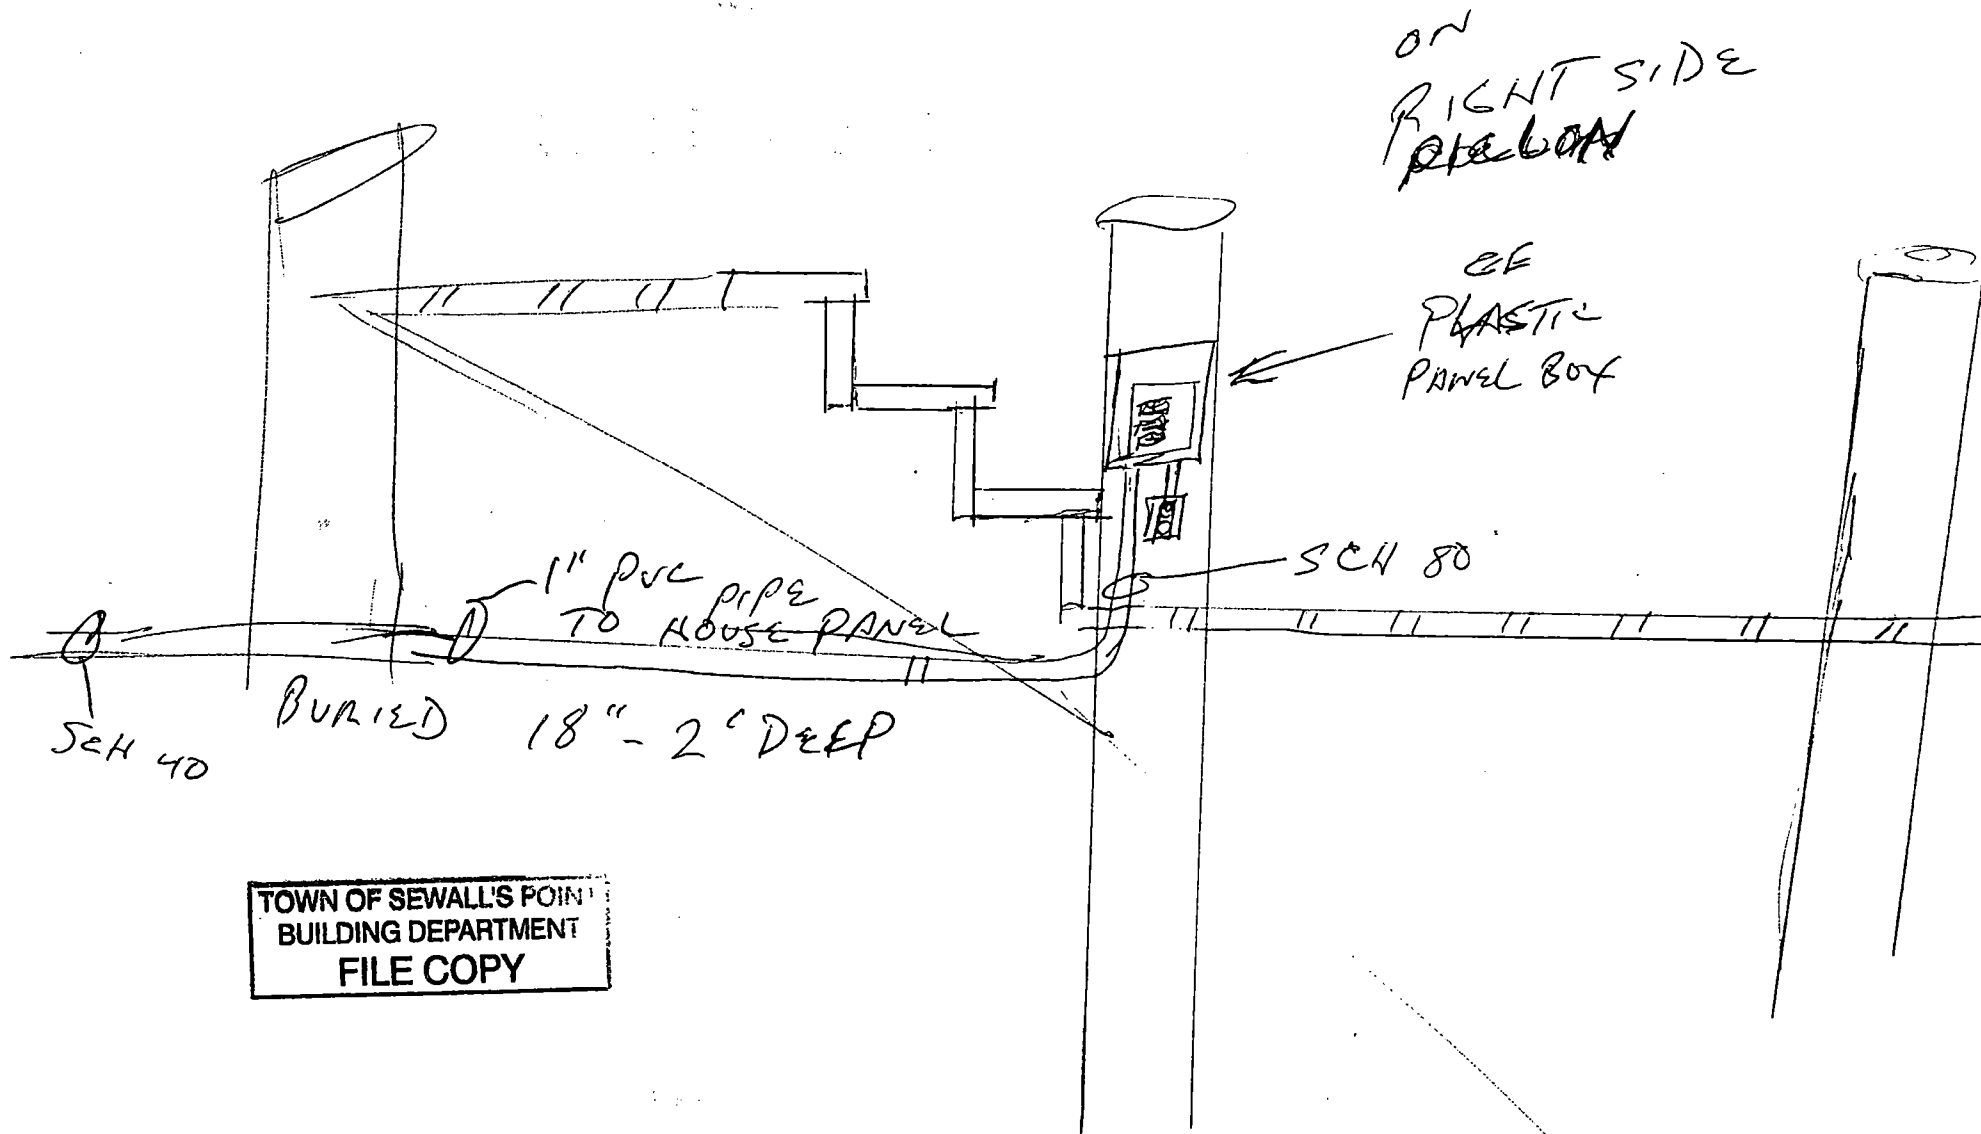 ON
RIGHT SIDE
GE
PLASTIC
PANEL BOX
SCH 80
1" PVC
PIPE
TO HOUSE PANEL
BURIED 18" - 2' DEEP
SCH 40
TOWN OF SEWALL'S POINT
BUILDING DEPARTMENT
FILE COPY